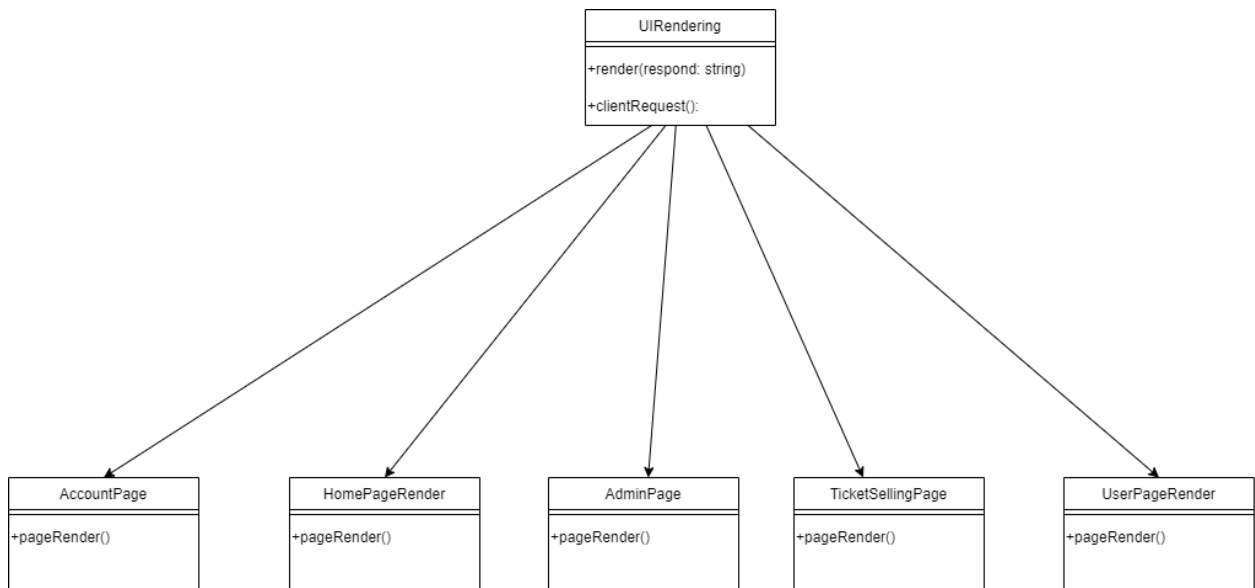 UIRendering
+render(respond: string)
+clientRequest():
AccountPage
+pageRender()
HomePageRender
+pageRender()
AdminPage
+pageRender()
TicketSellingPage
+pageRender()
UserPageRender
+pageRender()